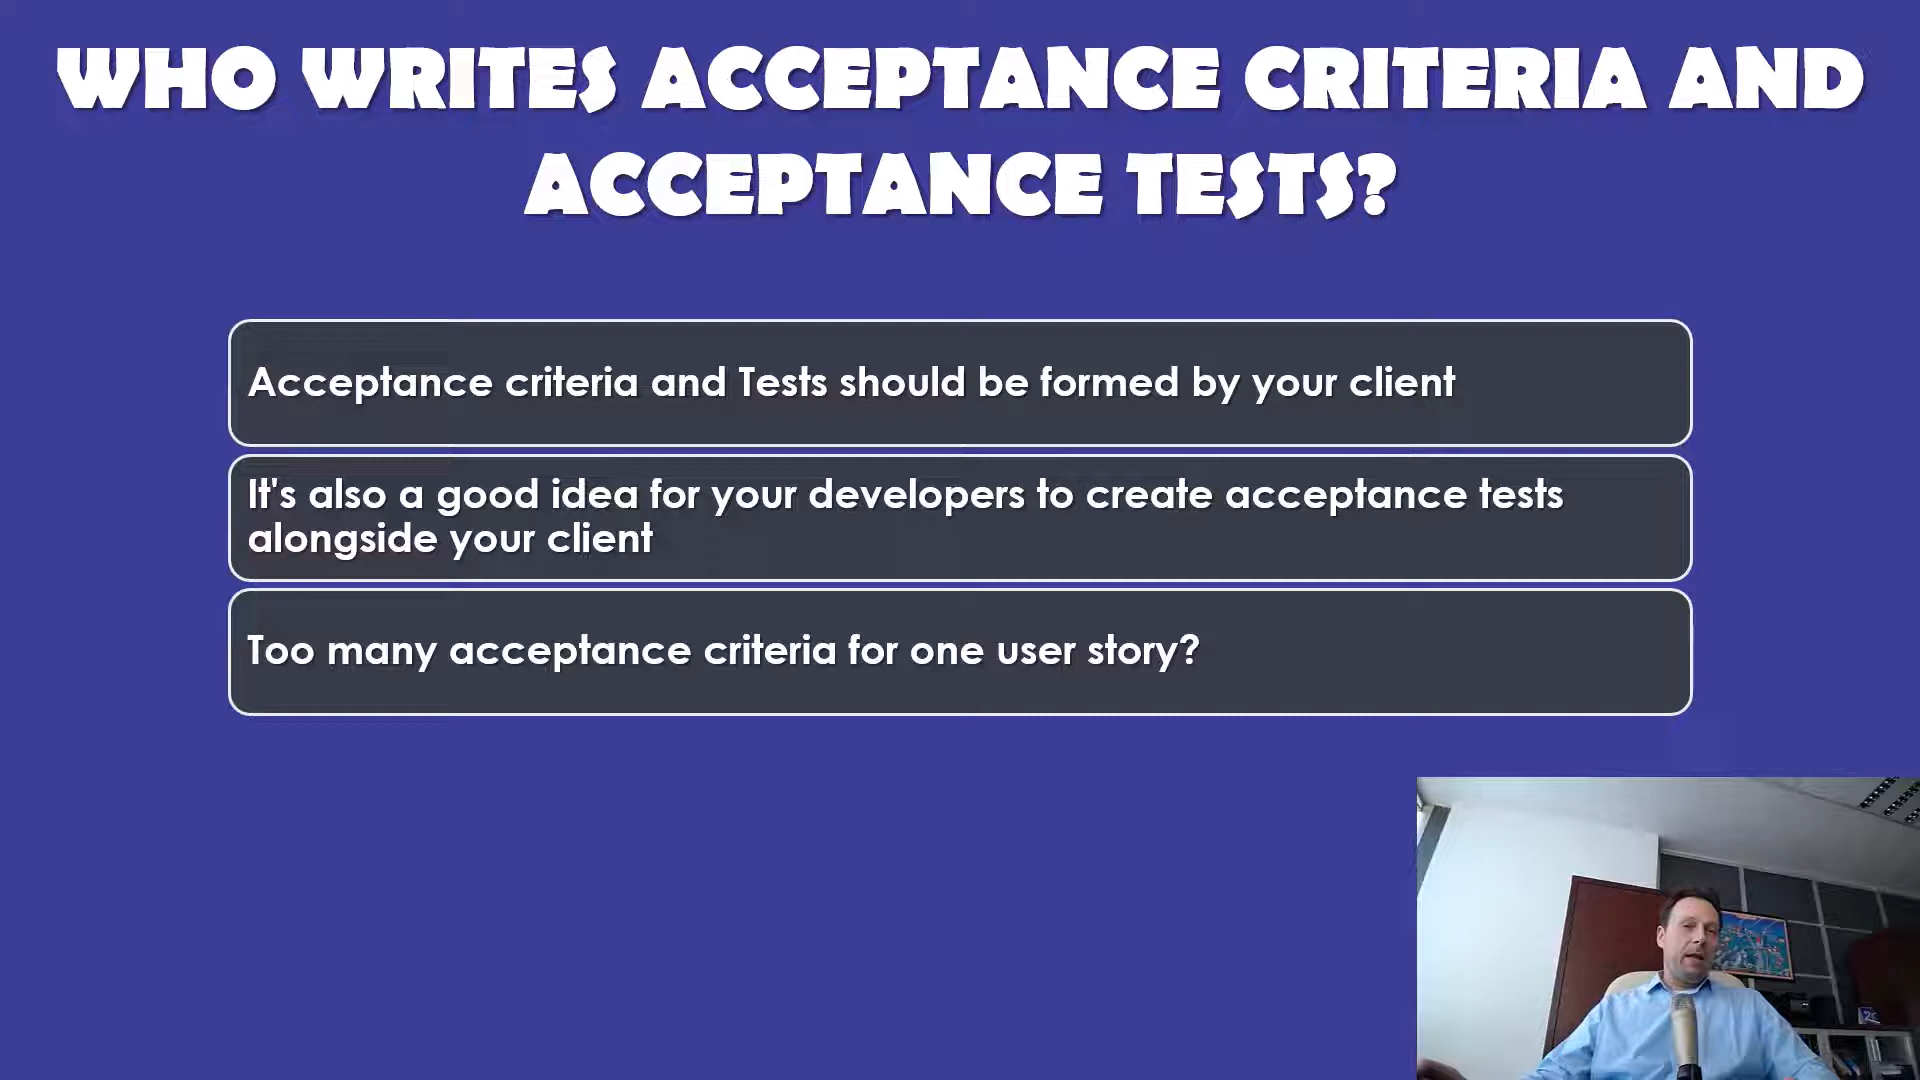 WHO WRITES ACCEPTANCE CRITERIA AND
ACCEPTANCE TESTS?
Acceptance criteria and Tests should be formed by your client
It's also a good idea for your developers to create acceptance tests
alongside your client
Too many acceptance criteria for one user story?